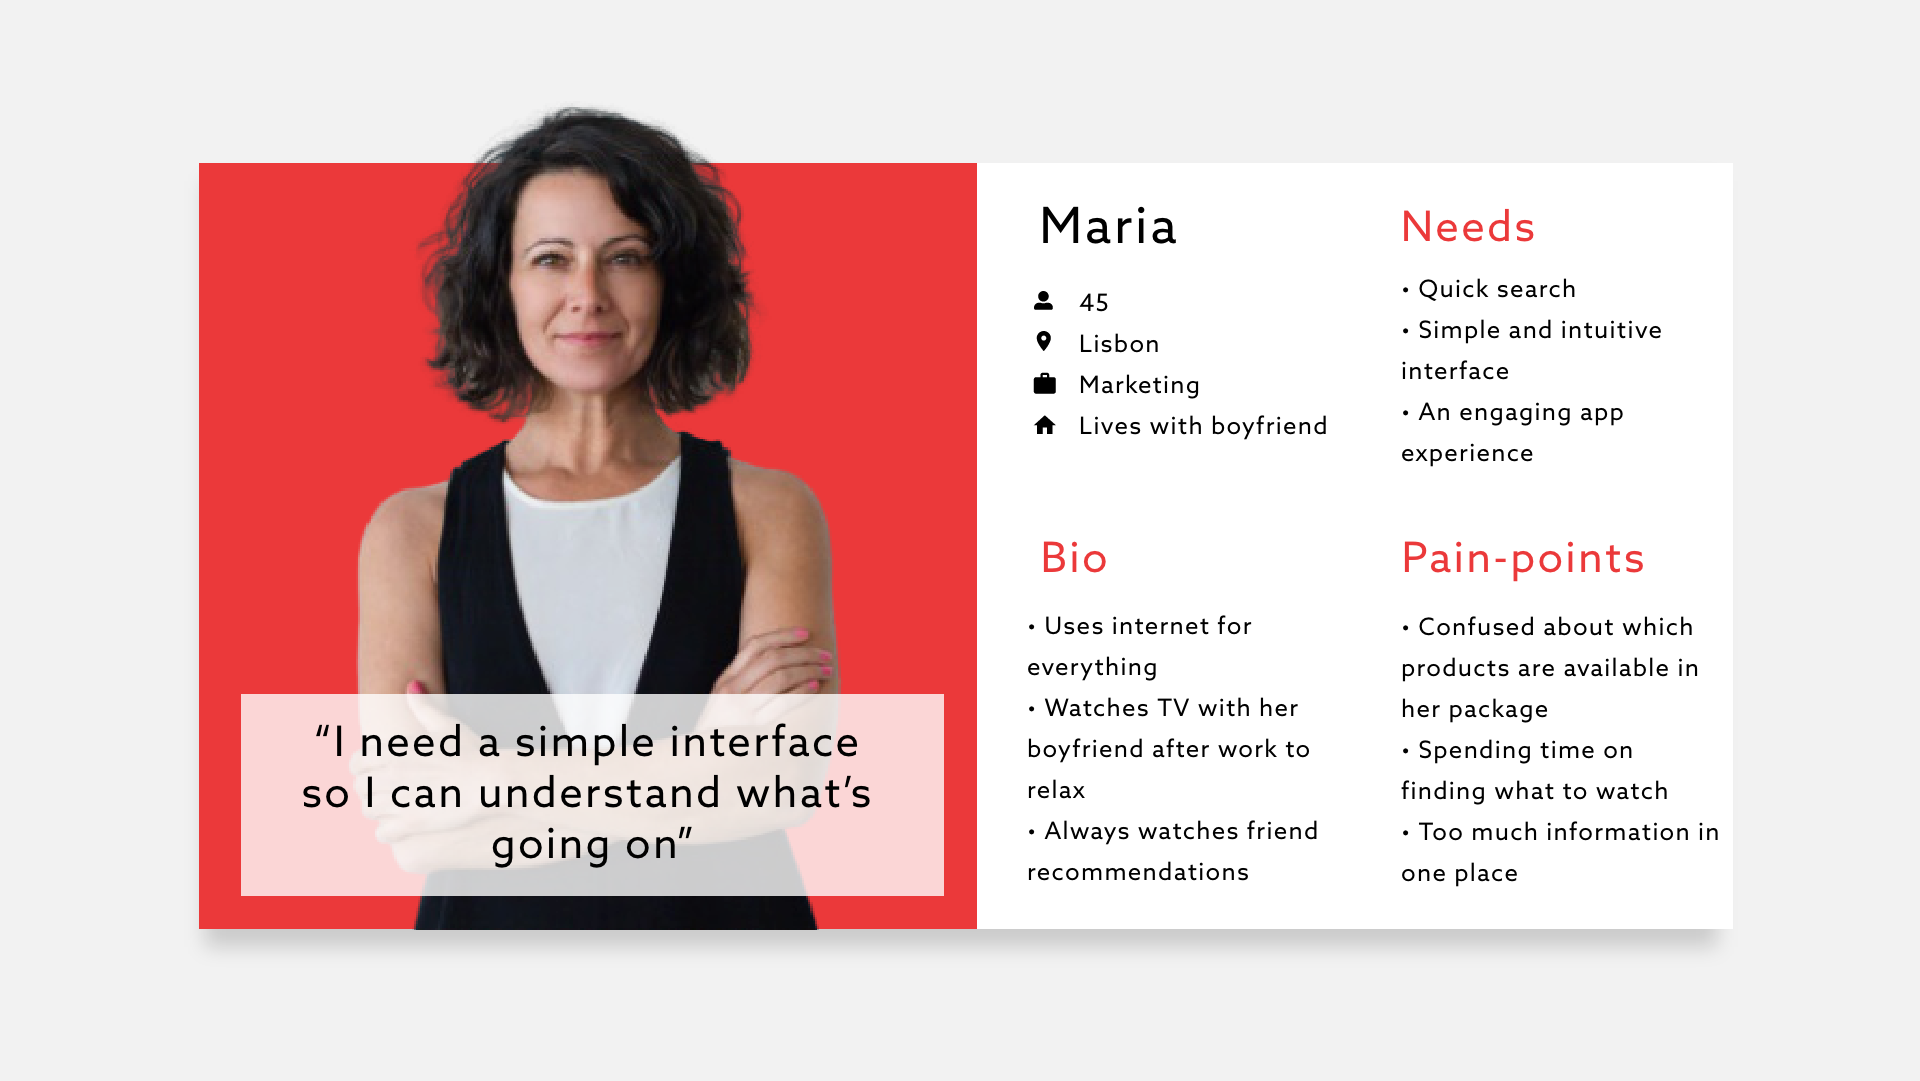 Maria
45
Lisbon
Marketing
Lives with boyfriend
Needs
• Quick search
• Simple and intuitive
interface
• An engaging app
experience
Bio
• Uses internet for
everything
• Watches TV with her
boyfriend after work to
relax
• Always watches friend
recommendations
Pain-points
• Confused about which
products are available in
her package
• Spending time on
finding what to watch
• Too much information in
one place
“I need a simple interface
so I can understand what’s
going on”